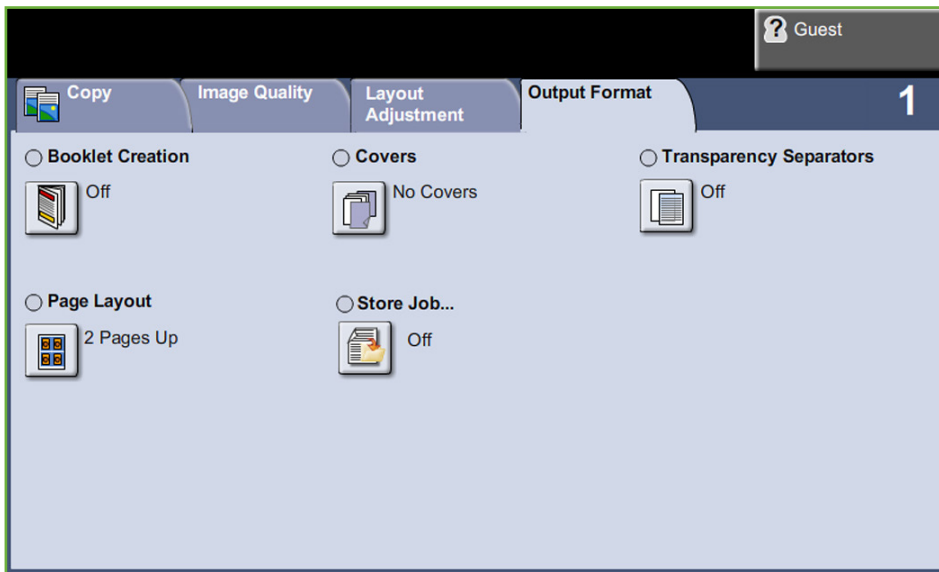 Guest
Copy
Image Quality
Layout
Adjustment
Output Format
1
Booklet Creation
Off
Covers
No Covers
Transparency Separators
Off
Page Layout
2 Pages Up
Store Job...
Off